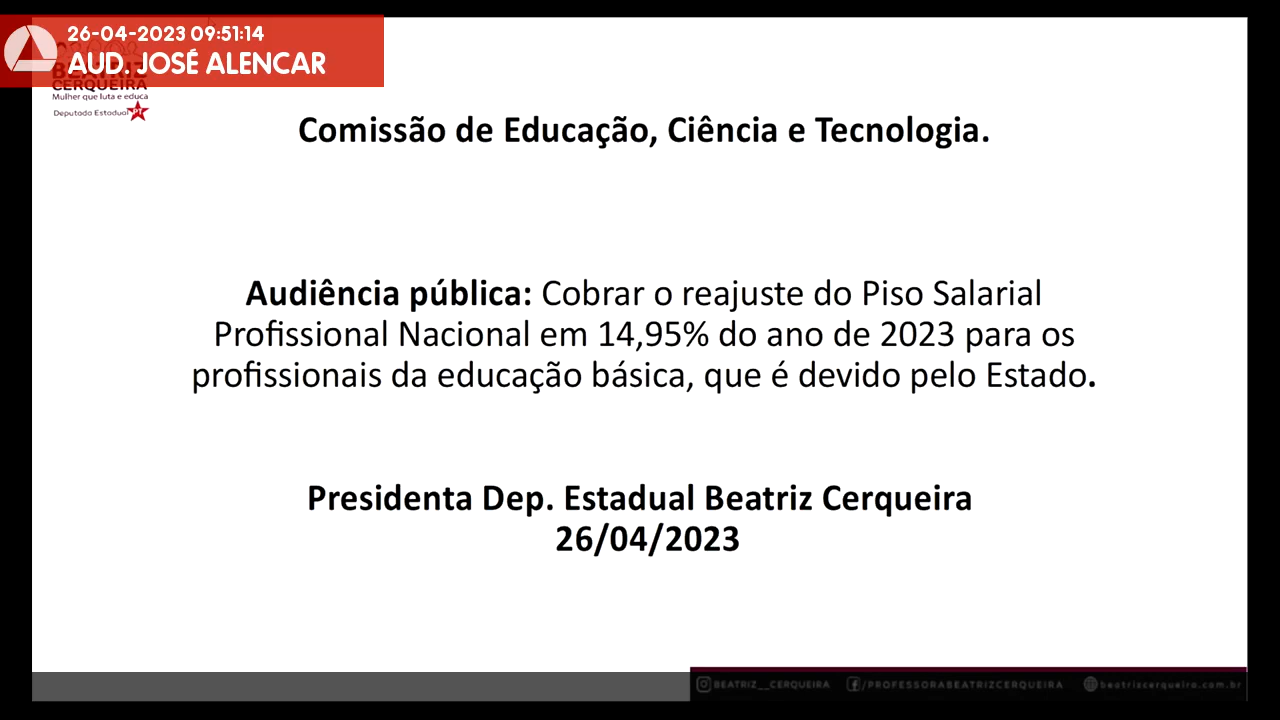 26-04-2023 09:51:14
AUD. JOSÉ ALENCAR
BEATRIZ
CERQUEIRA
Mulher que luta e educa
Deputada Estadual PT
Comissão de Educação, Ciência e Tecnologia.
Audiência pública: Cobrar o reajuste do Piso Salarial
Profissional Nacional em 14,95% do ano de 2023 para os
profissionais da educação básica, que é devido pelo Estado.
Presidenta Dep. Estadual Beatriz Cerqueira
26/04/2023
BEATRIZ__CERQUEIRA /PROFESSORABEATRIZCERQUEIRA beatrizcerqueira.com.br